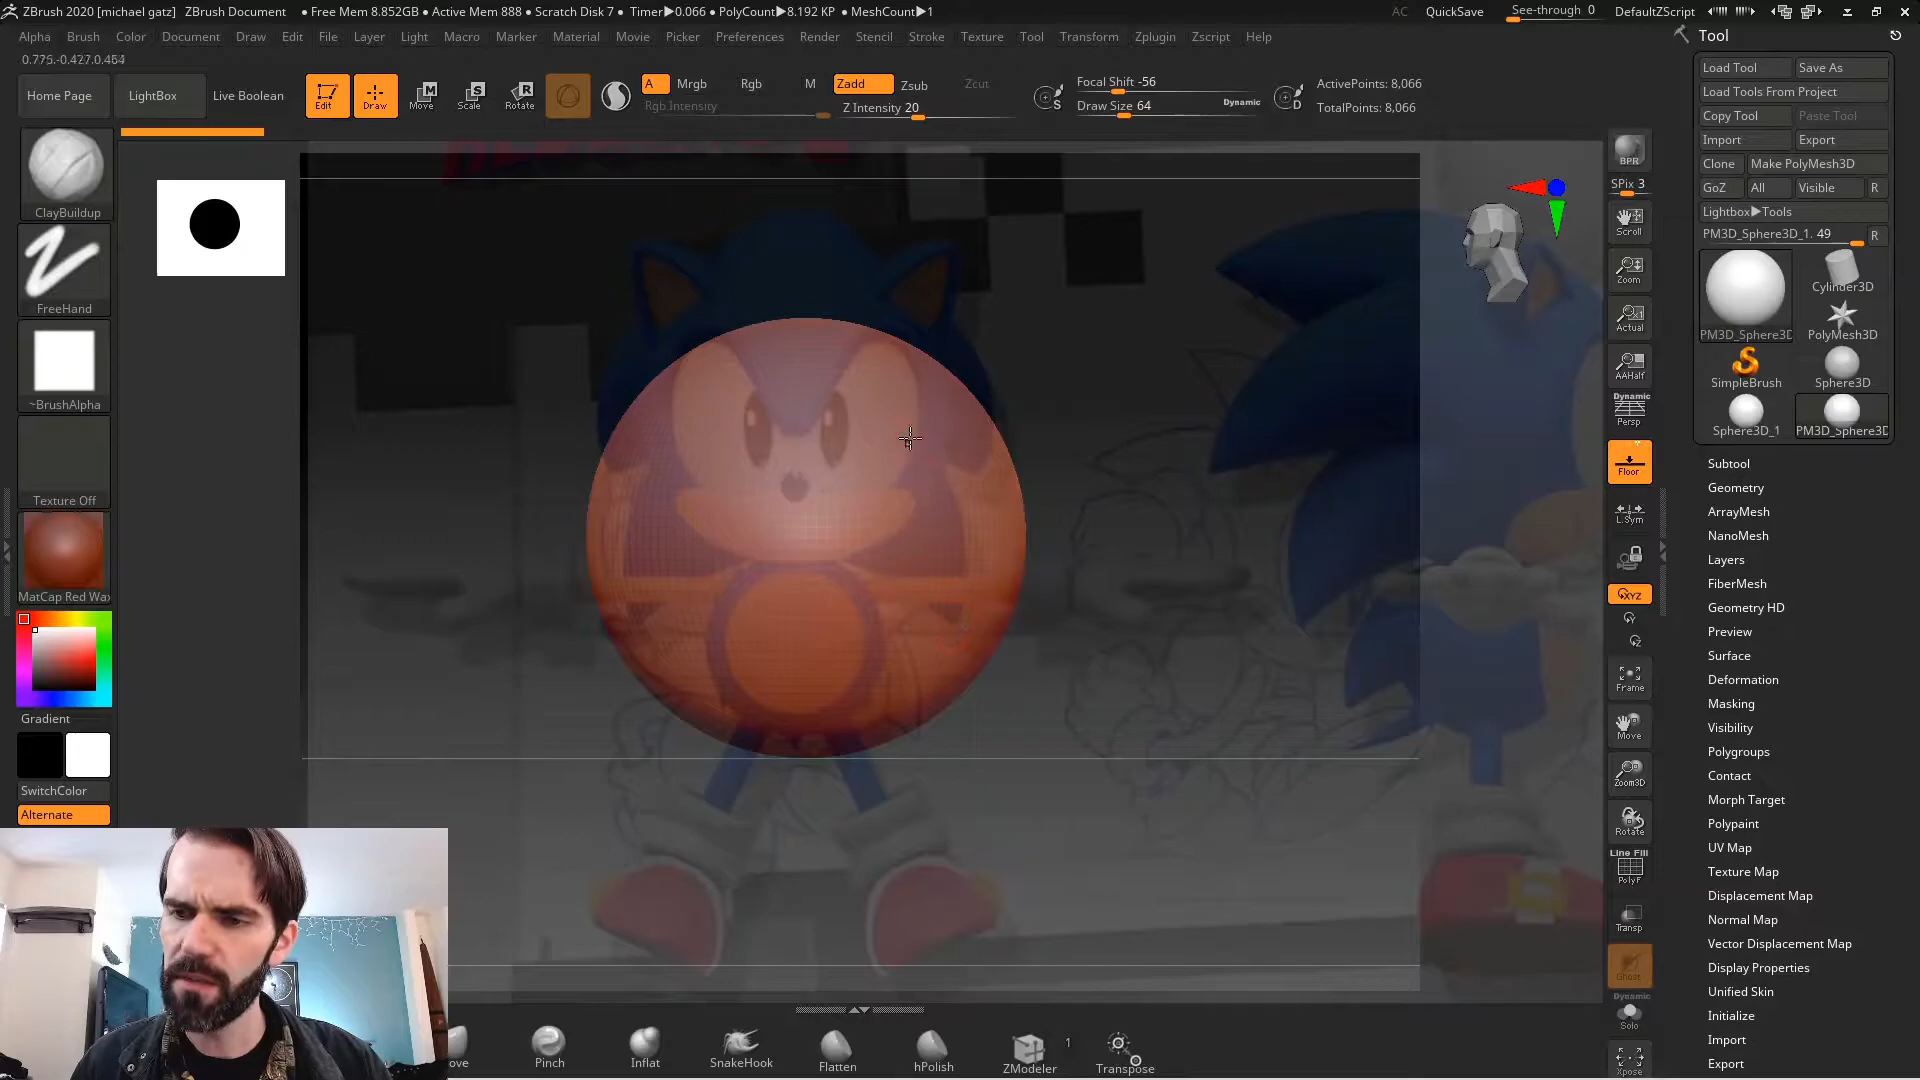 ZBrush 2020 [michael gatz] ZBrush Document • Free Mem 8.852GB • Active Mem 888 • Scratch Disk 7 • Timer▶0.066 • PolyCount▶8.192 KP • MeshCount▶1 AC QuickSave See-through 0 DefaultZScript
Alpha Brush Color Document Draw Edit File Layer Light Macro Marker Material Movie Picker Preferences Render Stencil Stroke Texture Tool Transform Zplugin Zscript Help
0.775,-0.427,0.454
Home Page LightBox Live Boolean Edit Draw Move Scale Rotate
A Mrgb Rgb M Zadd Zsub Zcut
Rgb Intensity Z Intensity 20
Focal Shift -56
Draw Size 64 Dynamic
S D
ActivePoints: 8,066
TotalPoints: 8,066
ClayBuildup
FreeHand
~BrushAlpha
Texture Off
MatCap Red Wax
Gradient
SwitchColor
Alternate
Pinch Inflat SnakeHook Flatten hPolish ZModeler 1 Transpose
BPR
SPix 3
Scroll
Zoom
Actual
AAHalf
Dynamic
Persp
Floor
L.Sym
XYZ
Frame
Move
Zoom3D
Rotate
Line Fill
PolyF
Transp
Ghost
Dynamic
Solo
Xpose
Tool
Load Tool Save As
Load Tools From Project
Copy Tool Paste Tool
Import Export
Clone Make PolyMesh3D
GoZ All Visible R
Lightbox▶Tools
PM3D_Sphere3D_1. 49 R
PM3D_Sphere3D Cylinder3D
PolyMesh3D
SimpleBrush Sphere3D
Sphere3D_1 PM3D_Sphere3D
Subtool
Geometry
ArrayMesh
NanoMesh
Layers
FiberMesh
Geometry HD
Preview
Surface
Deformation
Masking
Visibility
Polygroups
Contact
Morph Target
Polypaint
UV Map
Texture Map
Displacement Map
Normal Map
Vector Displacement Map
Display Properties
Unified Skin
Initialize
Import
Export